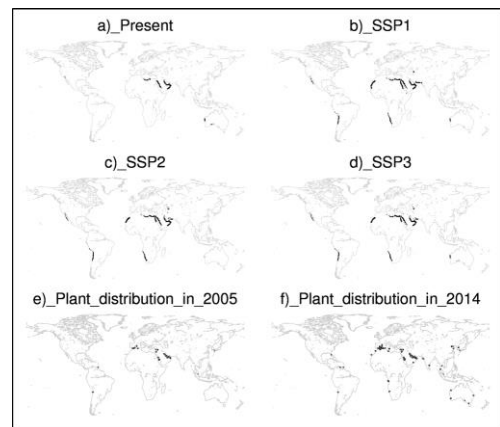 a)_Present
b)_SSP1
c)_SSP2
d)_SSP3
e)_Plant_distribution_in_2005
f)_Plant_distribution_in_2014